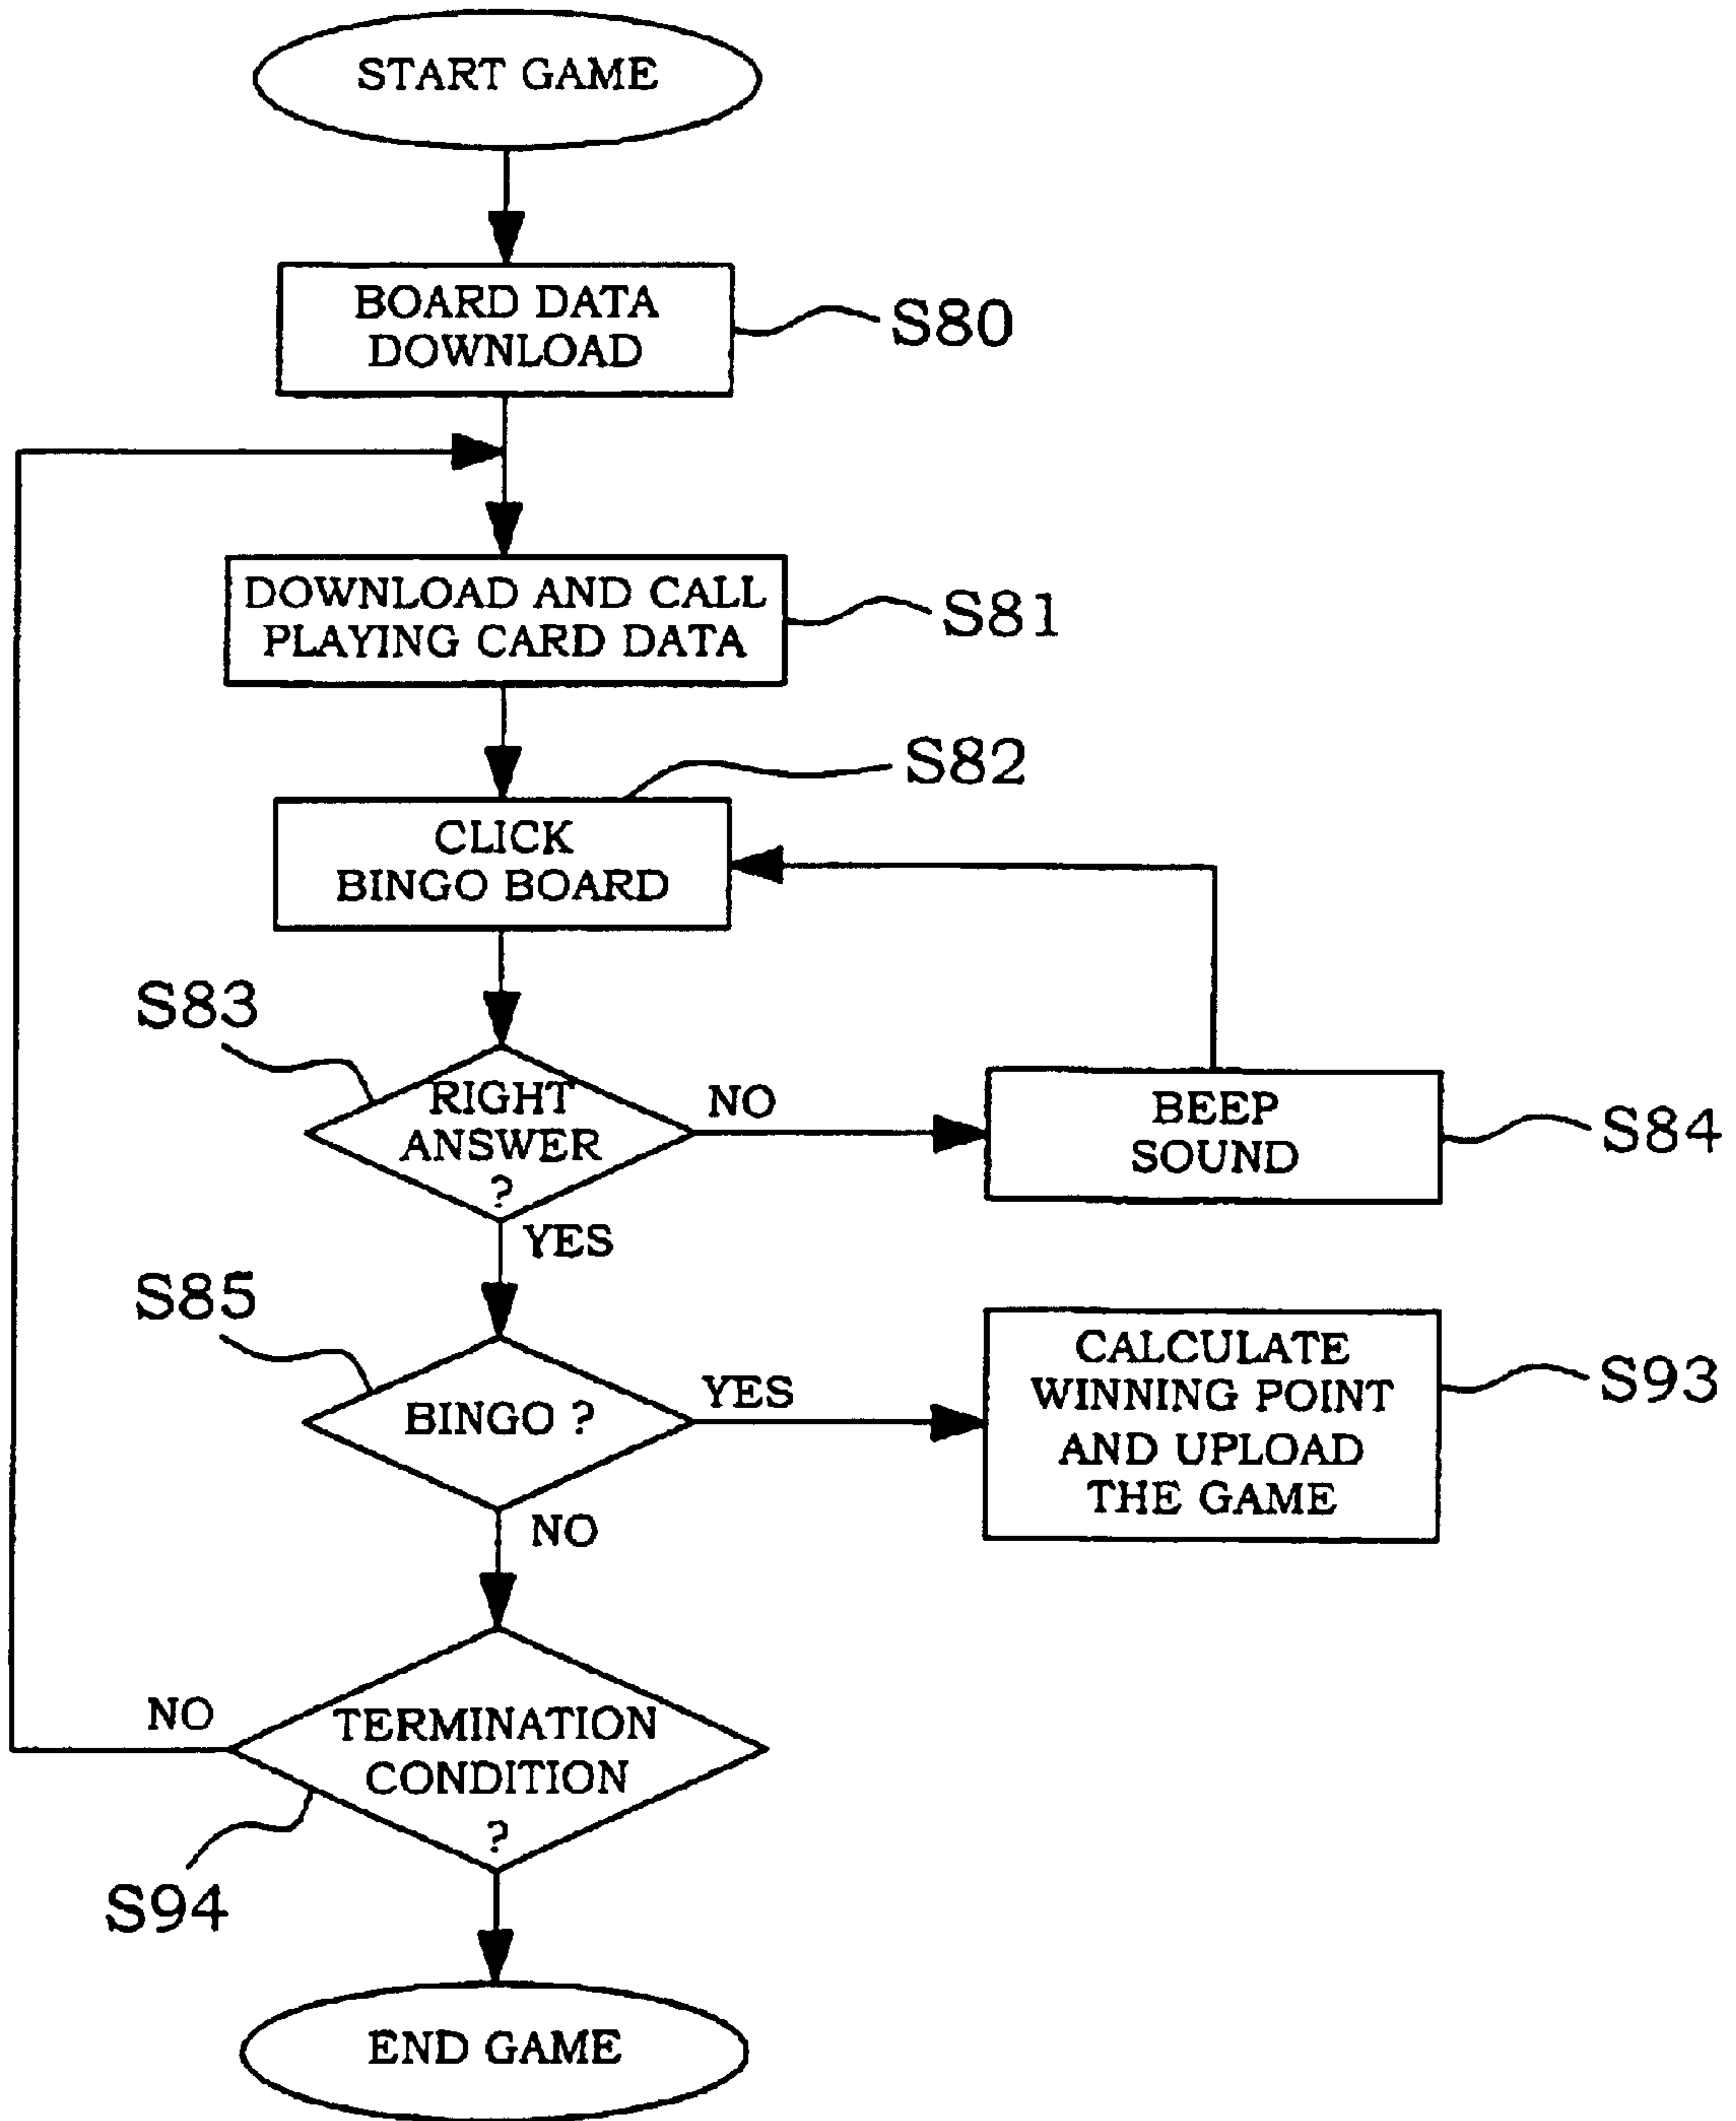 START GAME
BOARD DATA
DOWNLOAD
S80
DOWNLOAD AND CALL
PLAYING CARD DATA
S81
S82
CLICK
BINGO BOARD
S83
RIGHT
ANSWER
?
NO
BEEP
SOUND
S84
YES
S85
BINGO ?
YES
CALCULATE
WINNING POINT
AND UPLOAD
THE GAME
S93
NO
NO
TERMINATION
CONDITION
?
S94
END GAME